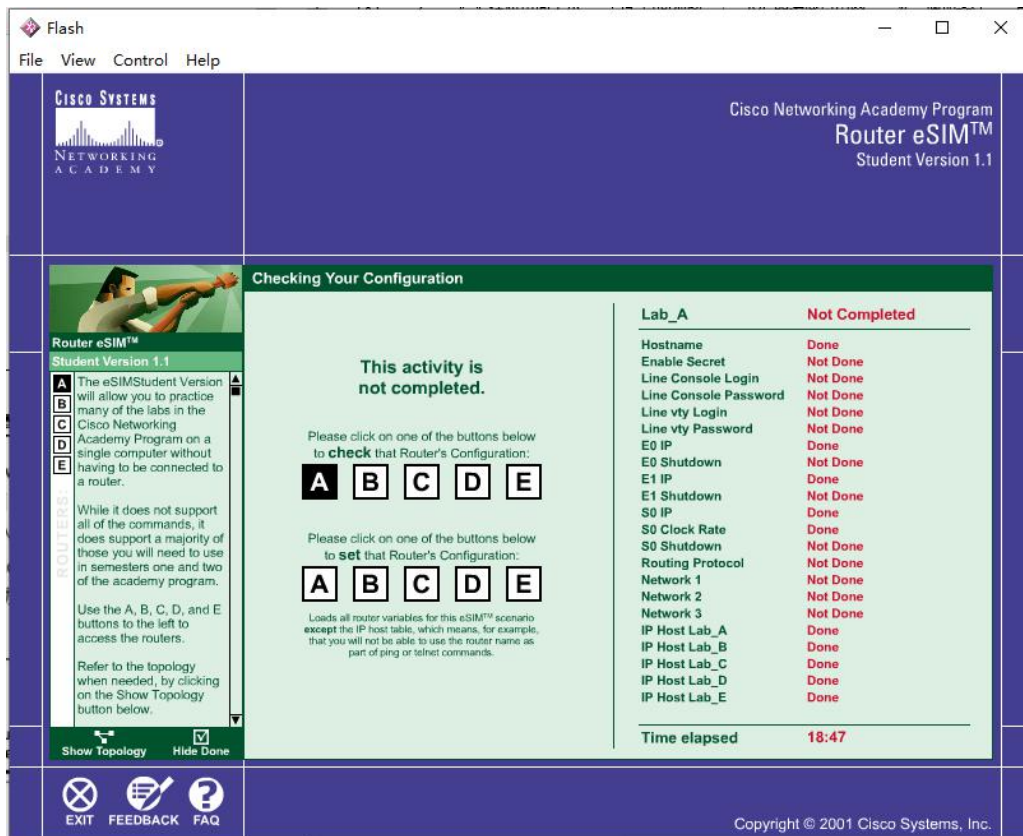 Flash
File View Control Help
CISCO SYSTEMS
NETWORKING
ACADEMY
Cisco Networking Academy Program
Router eSIM™
Student Version 1.1
Router eSIM™
Student Version 1.1
A
B
C
D
E
ROUTERS:
The eSIMStudent Version
will allow you to practice
many of the labs in the
Cisco Networking
Academy Program on a
single computer without
having to be connected to
a router.
While it does not support
all of the commands, it
does support a majority of
those you will need to use
in semesters one and two
of the academy program.
Use the A, B, C, D, and E
buttons to the left to
access the routers.
Refer to the topology
when needed, by clicking
on the Show Topology
button below.
Show Topology Hide Done
Checking Your Configuration
This activity is
not completed.
Please click on one of the buttons below
to check that Router's Configuration:
A B C D E
Please click on one of the buttons below
to set that Router's Configuration:
A B C D E
Loads all router variables for this eSIM™ scenario
except the IP host table, which means, for example,
that you will not be able to use the router name as
part of ping or telnet commands.
Lab_A Not Completed
Hostname Done
Enable Secret Not Done
Line Console Login Not Done
Line Console Password Not Done
Line vty Login Not Done
Line vty Password Not Done
E0 IP Done
E0 Shutdown Not Done
E1 IP Done
E1 Shutdown Not Done
S0 IP Done
S0 Clock Rate Done
S0 Shutdown Not Done
Routing Protocol Not Done
Network 1 Not Done
Network 2 Not Done
Network 3 Not Done
IP Host Lab_A Done
IP Host Lab_B Done
IP Host Lab_C Done
IP Host Lab_D Done
IP Host Lab_E Done
Time elapsed 18:47
EXIT FEEDBACK FAQ
Copyright © 2001 Cisco Systems, Inc.